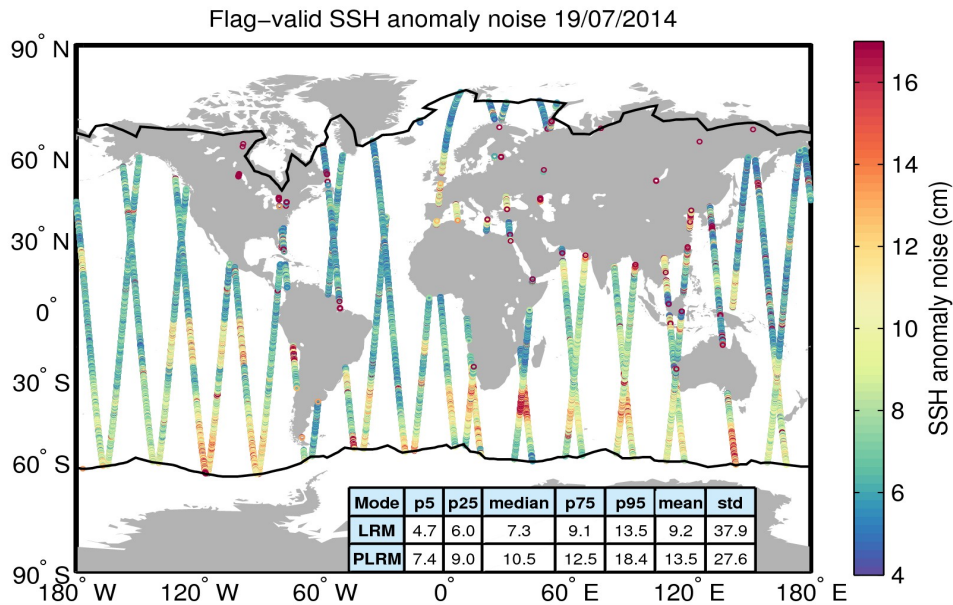 Flag−valid SSH anomaly noise 19/07/2014
90° N
60° N
30° N
0°
30° S
60° S
90° S
180° W 120° W 60° W 0° 60° E 120° E 180° E
Mode p5 p25 median p75 p95 mean std
LRM 4.7 6.0 7.3 9.1 13.5 9.2 37.9
PLRM 7.4 9.0 10.5 12.5 18.4 13.5 27.6
16
14
12
10
8
6
4
SSH anomaly noise (cm)